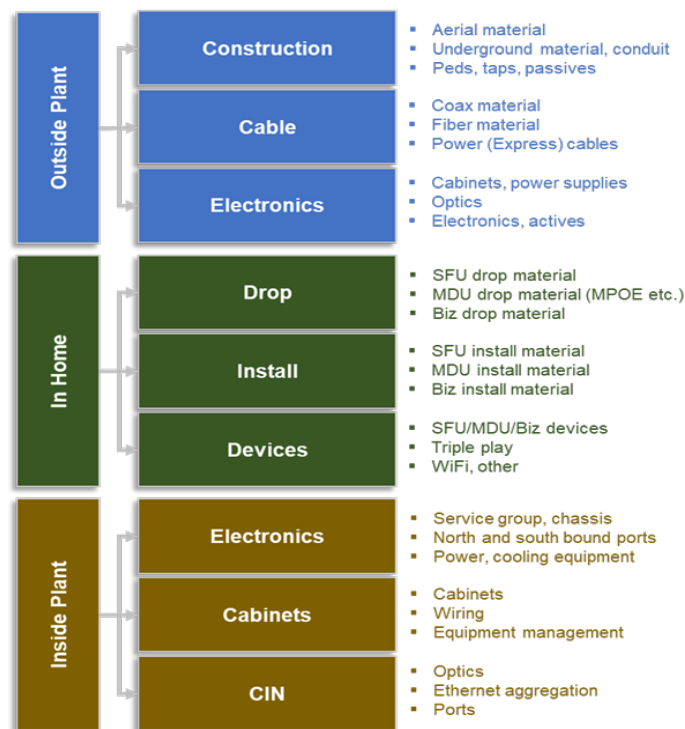 Outside Plant
Construction
▪ Aerial material
▪ Underground material, conduit
▪ Peds, taps, passives
Cable
▪ Coax material
▪ Fiber material
▪ Power (Express) cables
Electronics
▪ Cabinets, power supplies
▪ Optics
▪ Electronics, actives
In Home
Drop
▪ SFU drop material
▪ MDU drop material (MPOE etc.)
▪ Biz drop material
Install
▪ SFU install material
▪ MDU install material
▪ Biz install material
Devices
▪ SFU/MDU/Biz devices
▪ Triple play
▪ WiFi, other
Inside Plant
Electronics
▪ Service group, chassis
▪ North and south bound ports
▪ Power, cooling equipment
Cabinets
▪ Cabinets
▪ Wiring
▪ Equipment management
CIN
▪ Optics
▪ Ethernet aggregation
▪ Ports